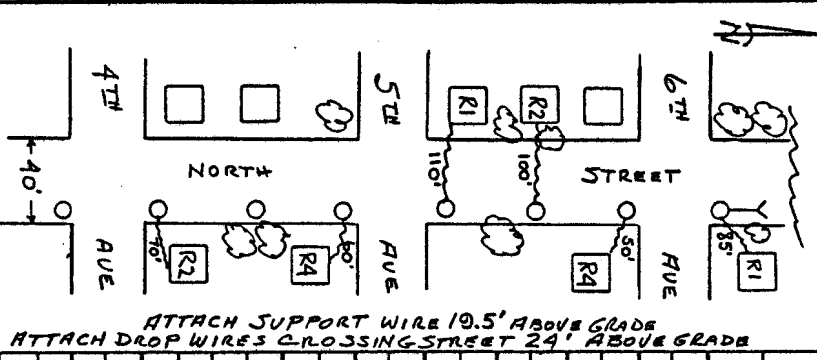 N
4TH
5TH
6TH
R1
R2
40'
NORTH
110'
100'
STREET
AVE
70'
R2
R4
60'
AVE
R4
50'
AVE
85'
R1
ATTACH SUPPORT WIRE 19.5' ABOVE GRADE
ATTACH DROP WIRES CROSSING STREET 24' ABOVE GRADE